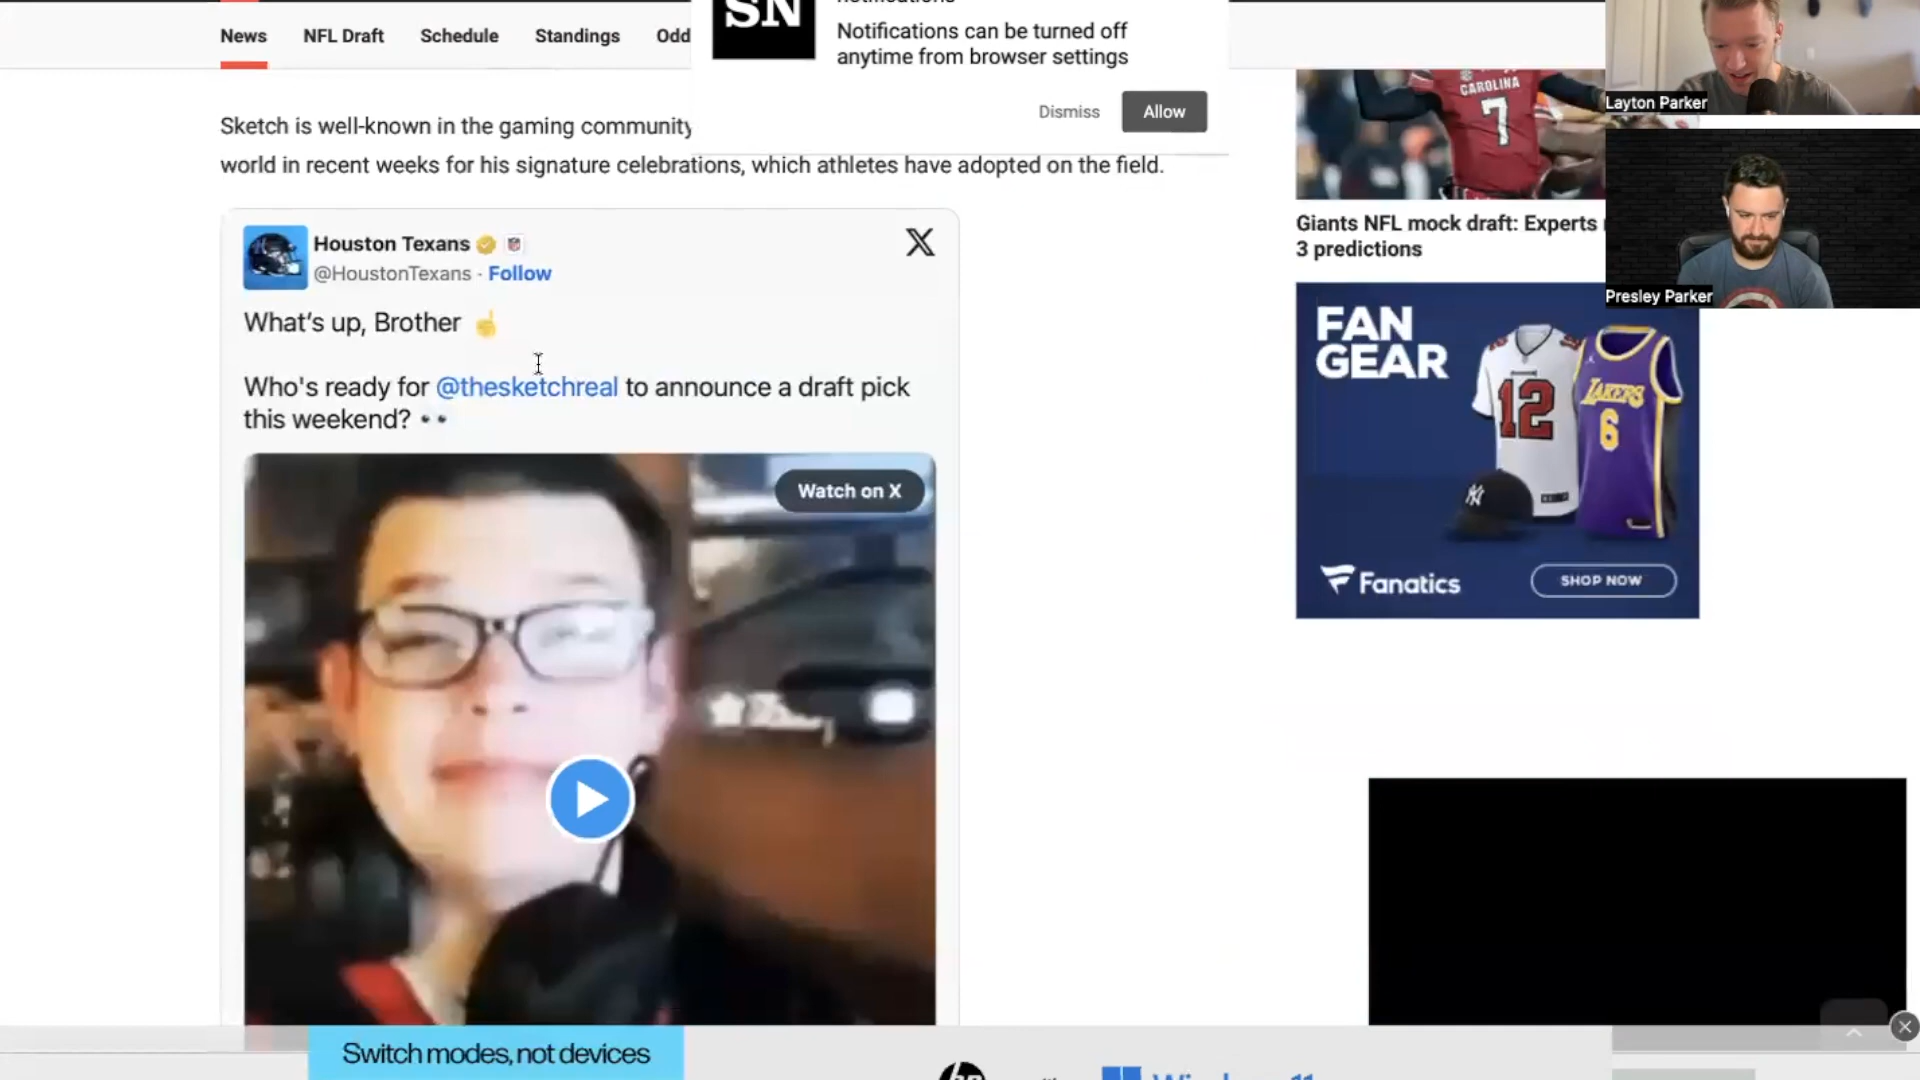 News NFL Draft Schedule Standings Odd
SN
Notifications can be turned off
anytime from browser settings
Dismiss Allow
Sketch is well-known in the gaming community
world in recent weeks for his signature celebrations, which athletes have adopted on the field.
Houston Texans
@HoustonTexans · Follow
X
What's up, Brother ☝
Who's ready for @thesketchreal to announce a draft pick
this weekend? 👀
Watch on X
CAROLINA
7
Giants NFL mock draft: Experts
3 predictions
FAN
GEAR
12
LAKERS
6
NY
Fanatics
SHOP NOW
Layton Parker
Presley Parker
Switch modes, not devices
hp
Windows 11